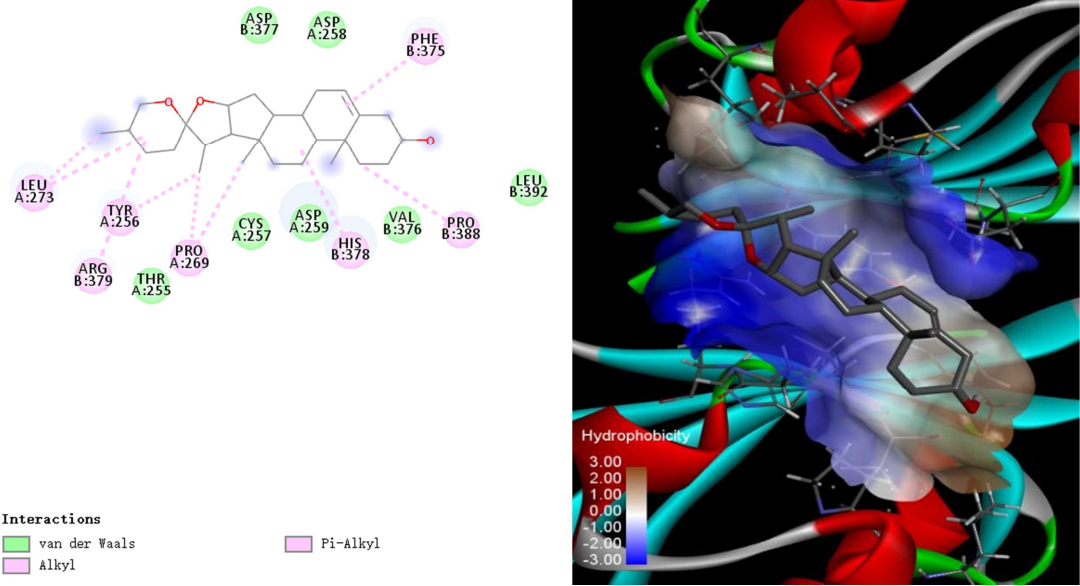 ASP
B:377
ASP
A:258
PHE
B:375
O
O
O
LEU
A:273
TYR
A:256
LEU
B:392
CYS
A:257
ASP
A:259
VAL
B:376
PRO
B:388
PRO
A:269
HIS
B:378
ARG
B:379
THR
A:255
Interactions
van der Waals
Alkyl
Pi-Alkyl
Hydrophobicity
3.00
2.00
1.00
0.00
-1.00
-2.00
-3.00